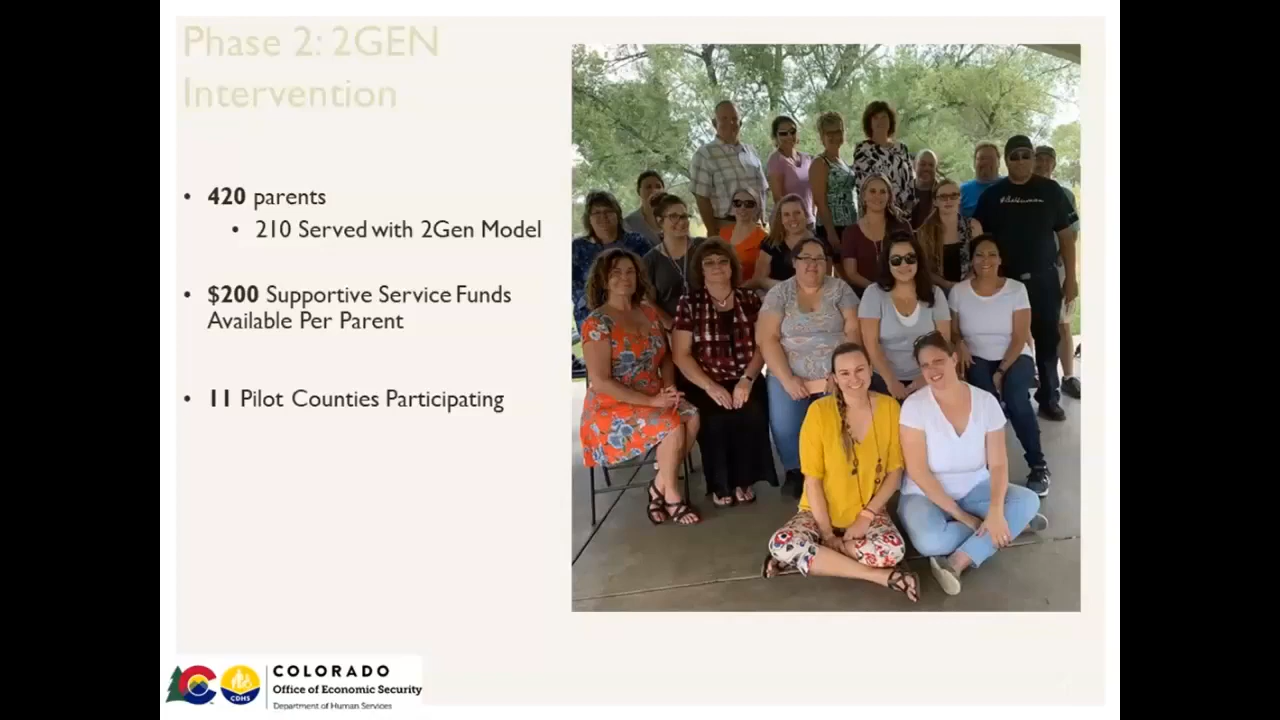 Phase 2: 2GEN
Intervention
• 420 parents
• 210 Served with 2Gen Model
• $200 Supportive Service Funds
Available Per Parent
• 11 Pilot Counties Participating
COLORADO
Office of Economic Security
Department of Human Services
CDHS